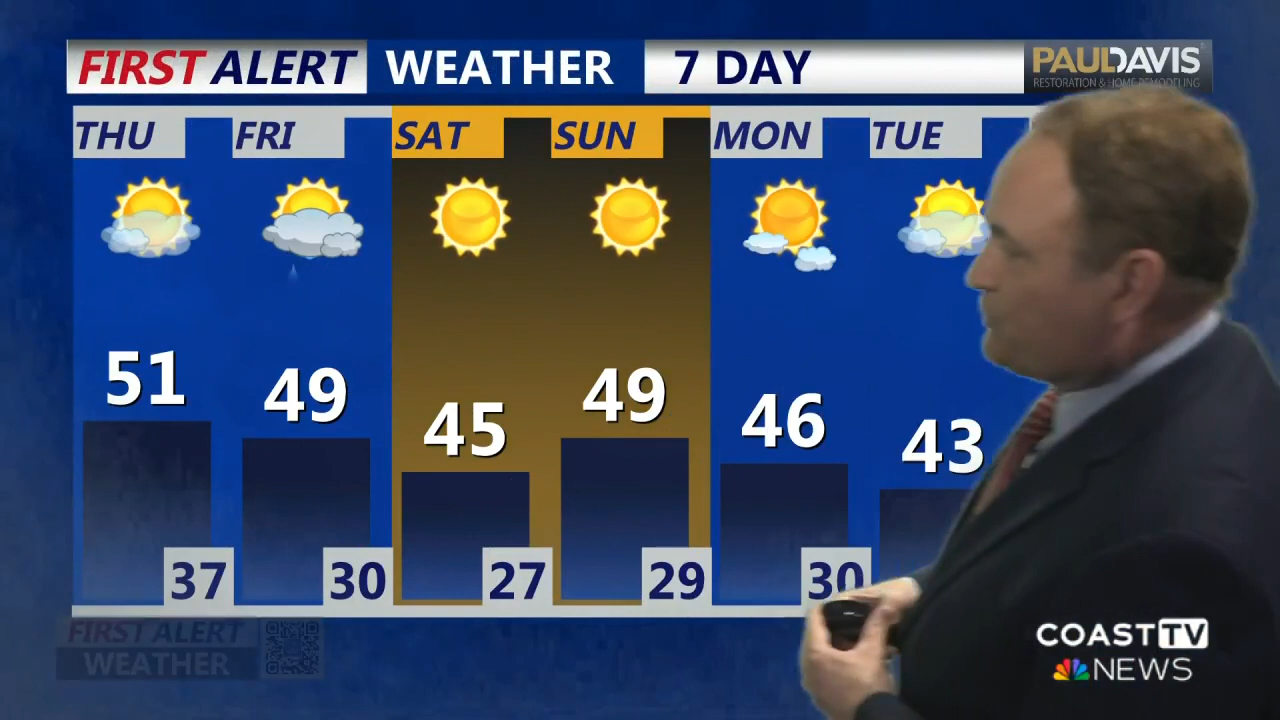 FIRST ALERT WEATHER 7 DAY PAUL DAVIS
RESTORATION & HOME REMODELING
THU FRI SAT SUN MON TUE
51 49 45 49 46 43
37 30 27 29 30
FIRST ALERT
WEATHER
COAST TV
NEWS